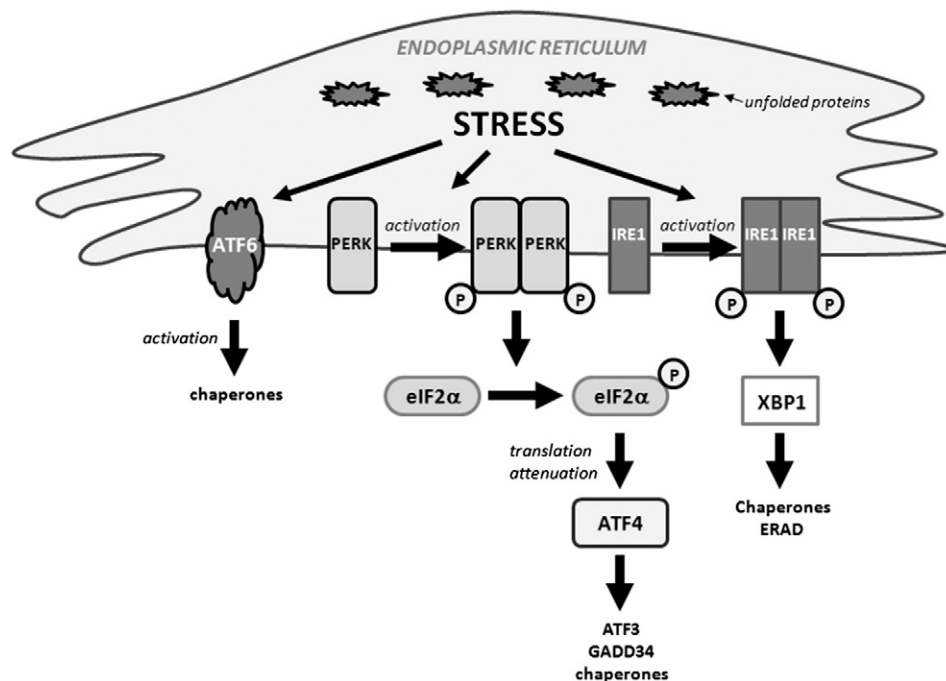 ENDOPLASMIC RETICULUM
unfolded proteins
STRESS
ATF6
PERK
activation
PERK
PERK
IRE1
activation
IRE1
IRE1
P
P
P
P
activation
chaperones
eIF2α
eIF2α
P
XBP1
translation
attenuation
ATF4
Chaperones
ERAD
ATF3
GADD34
chaperones